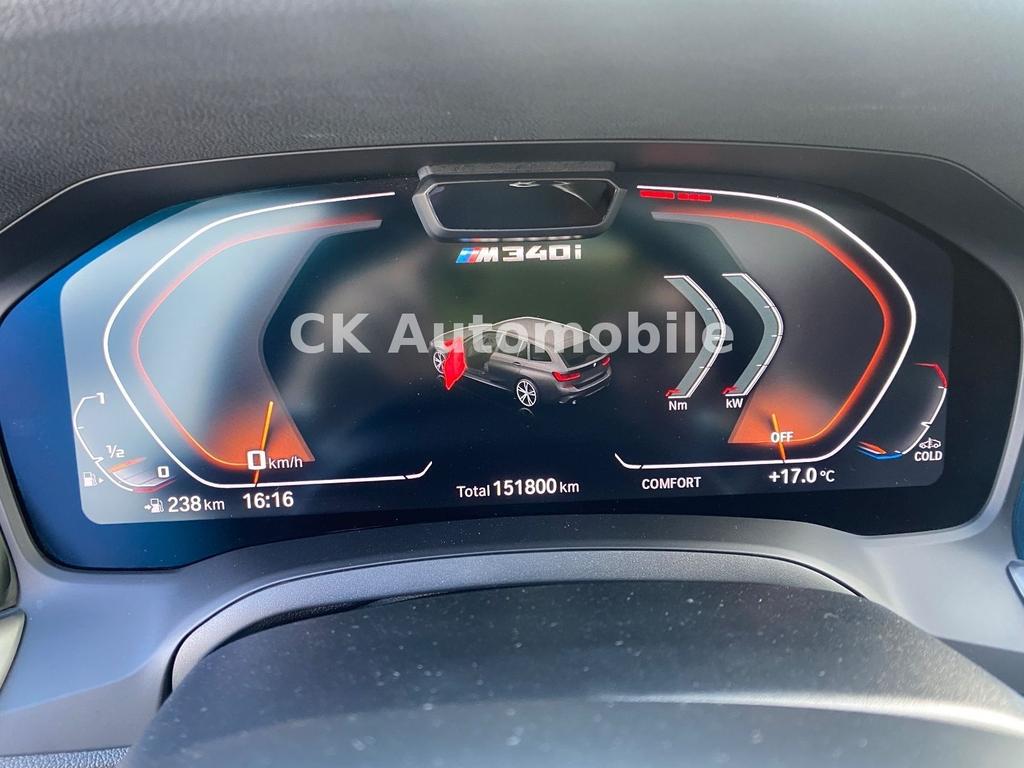 M340i
CK Automobile
Nm
kW
1
1/2
0
0 km/h
OFF
COLD
238 km
16:16
Total 151800 km
COMFORT
+17.0 °C